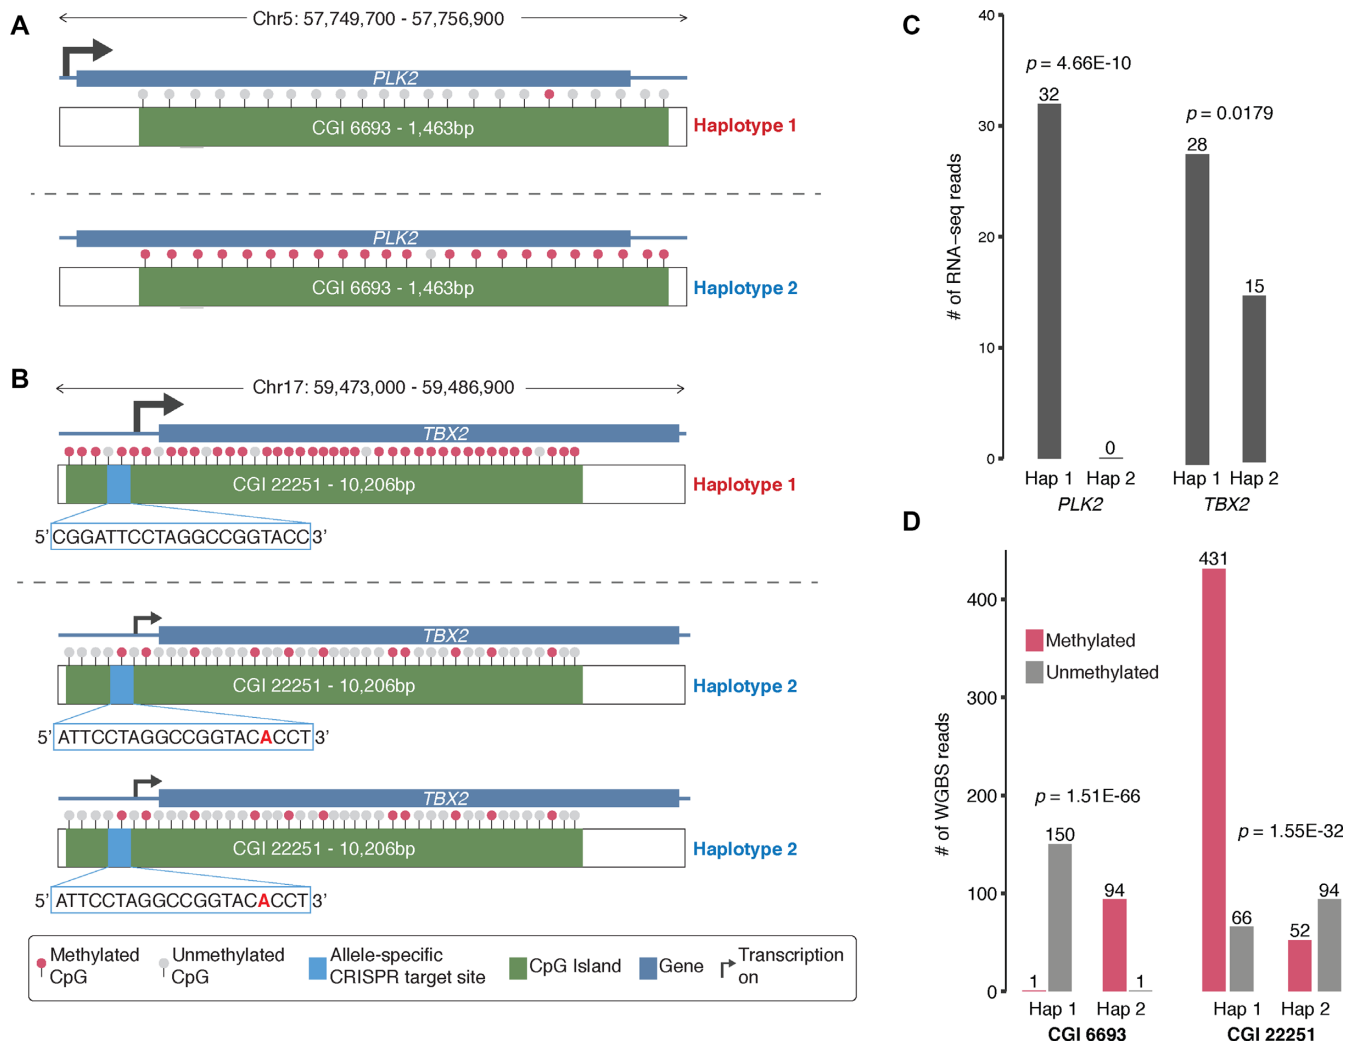 A
Chr5: 57,749,700 - 57,756,900
PLK2
CGI 6693 - 1,463bp
Haplotype 1
PLK2
CGI 6693 - 1,463bp
Haplotype 2
B
Chr17: 59,473,000 - 59,486,900
TBX2
CGI 22251 - 10,206bp
Haplotype 1
5’ CGGATTCCTAGGCCGGTACC 3’
TBX2
CGI 22251 - 10,206bp
Haplotype 2
5’ ATTCCTAGGCCGGTACACCT 3’
TBX2
CGI 22251 - 10,206bp
Haplotype 2
5’ ATTCCTAGGCCGGTACACCT 3’
Methylated CpG
Unmethylated CpG
Allele-specific CRISPR target site
CpG Island
Gene
Transcription on
C
# of RNA-seq reads
40
30
20
10
0
p = 4.66E-10
32
0
p = 0.0179
28
15
Hap 1 Hap 2
Hap 1 Hap 2
PLK2
TBX2
D
# of WGBS reads
400
300
200
100
0
Methylated
Unmethylated
p = 1.51E-66
1
150
94
1
431
p = 1.55E-32
66
52
94
Hap 1 Hap 2
Hap 1 Hap 2
CGI 6693
CGI 22251